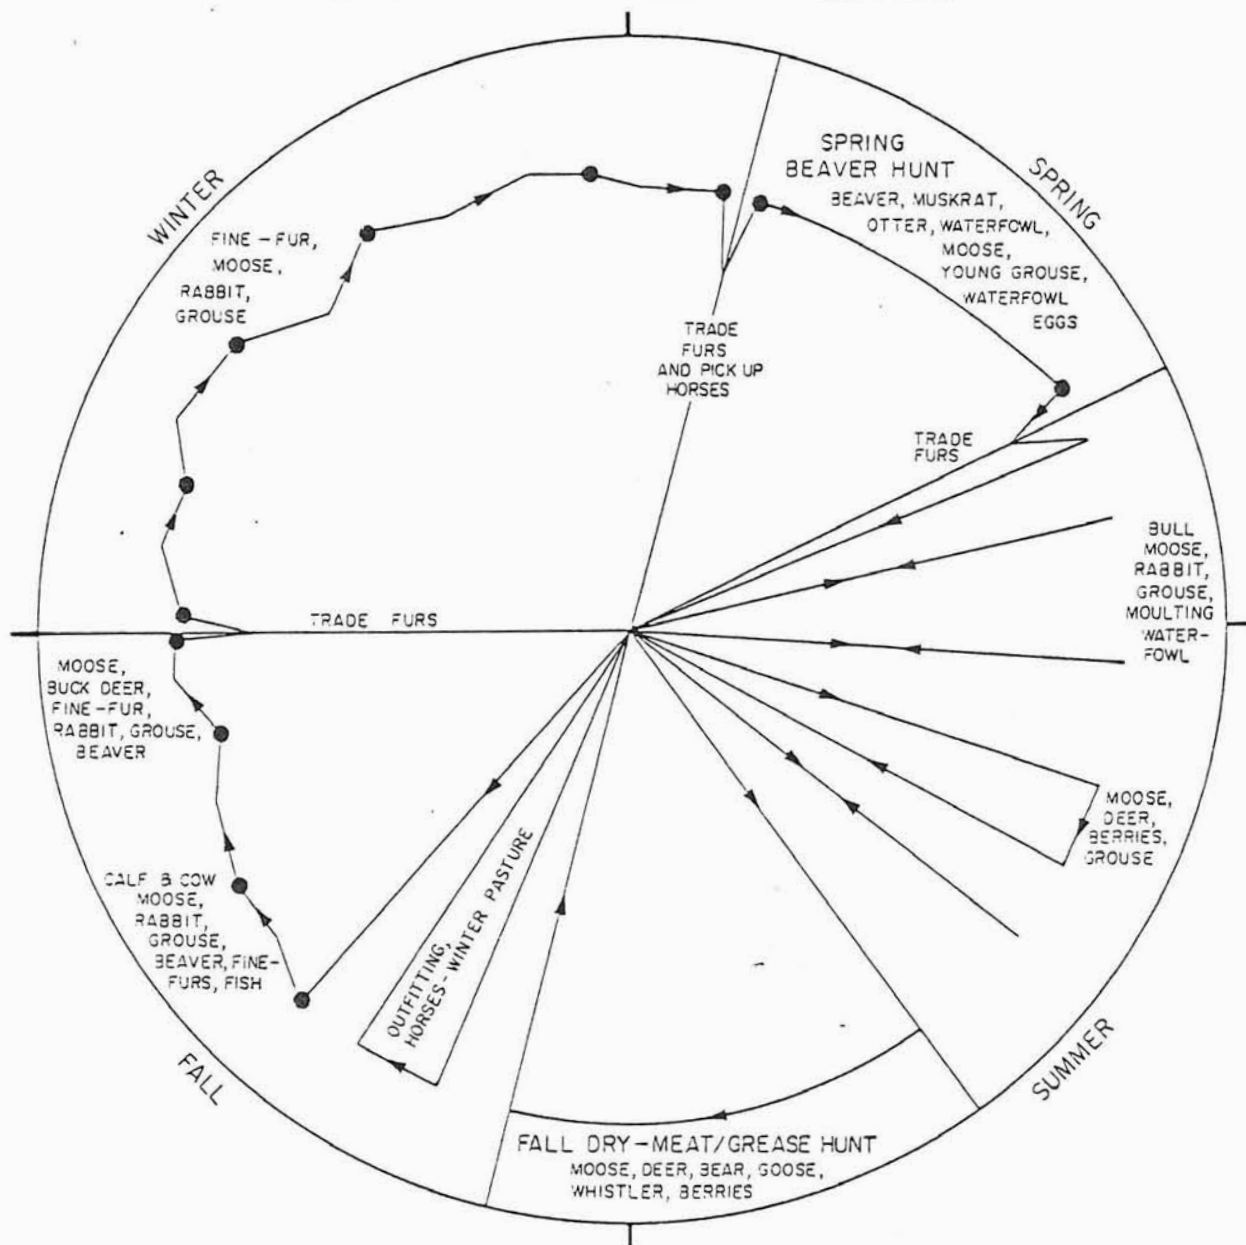 WINTER
FINE-FUR,
MOOSE,
RABBIT,
GROUSE
SPRING
BEAVER HUNT
BEAVER, MUSKRAT,
OTTER, WATERFOWL,
MOOSE,
YOUNG GROUSE,
WATERFOWL
EGGS
SPRING
TRADE
FURS
AND PICK UP
HORSES
TRADE
FURS
BULL
MOOSE,
RABBIT,
GROUSE,
MOULTING
WATER-
FOWL
TRADE FURS
MOOSE,
BUCK DEER,
FINE-FUR,
RABBIT, GROUSE,
BEAVER
MOOSE,
DEER,
BERRIES,
GROUSE
CALF & COW
MOOSE,
RABBIT,
GROUSE,
BEAVER, FINE-
FURS, FISH
OUTFITTING,
HORSES-WINTER PASTURE
FALL
SUMMER
FALL DRY-MEAT/GREASE HUNT
MOOSE, DEER, BEAR, GOOSE,
WHISTLER, BERRIES